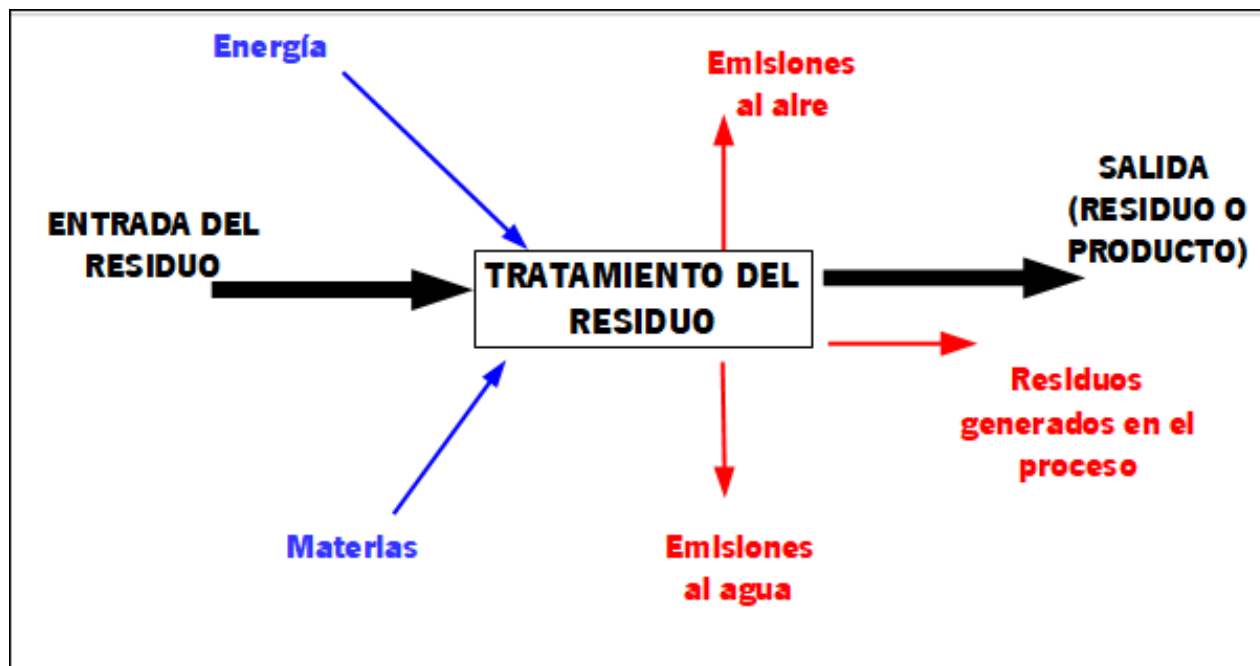 Energía
Emisiones
al aire
SALIDA
(RESIDUO O
PRODUCTO)
ENTRADA DEL
RESIDUO
TRATAMIENTO DEL
RESIDUO
Residuos
generados en el
proceso
Materias
Emisiones
al agua